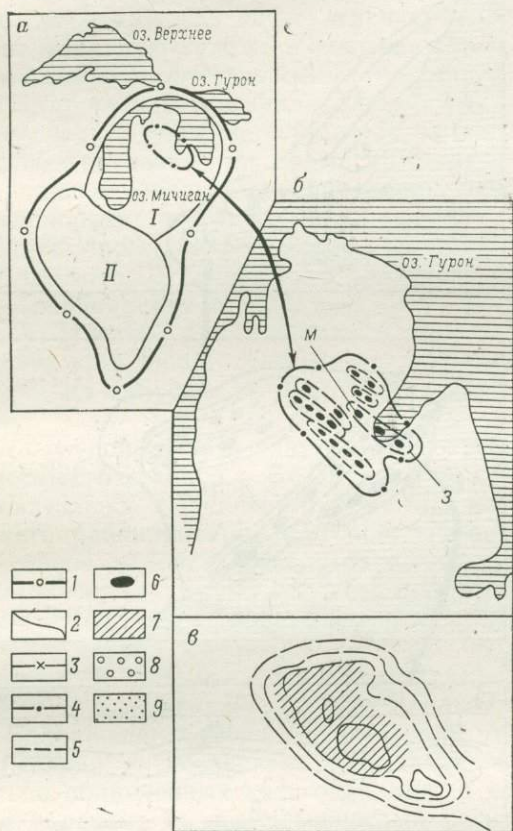 а
оз. Верхнее
оз. Гурон
оз. Мичиган
I
II
б
оз. Гурон
М
З
1
6
2
7
3
8
4
9
5
в